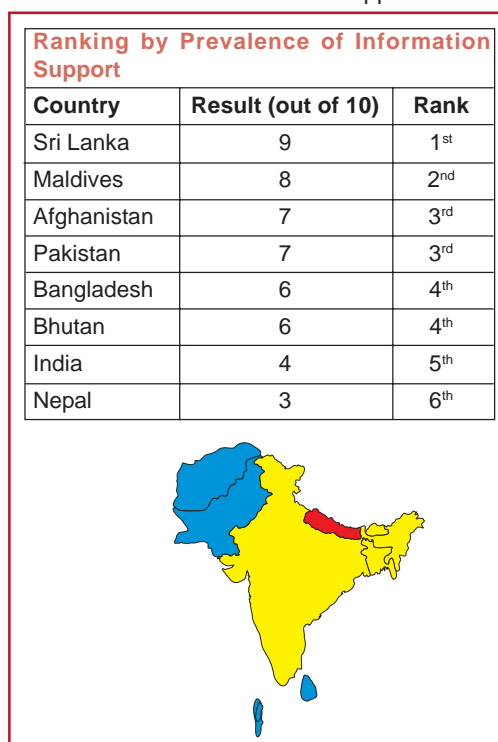 Ranking by Prevalence of Information
Support
Country Result (out of 10) Rank
Sri Lanka 9 1st
Maldives 8 2nd
Afghanistan 7 3rd
Pakistan 7 3rd
Bangladesh 6 4th
Bhutan 6 4th
India 4 5th
Nepal 3 6th